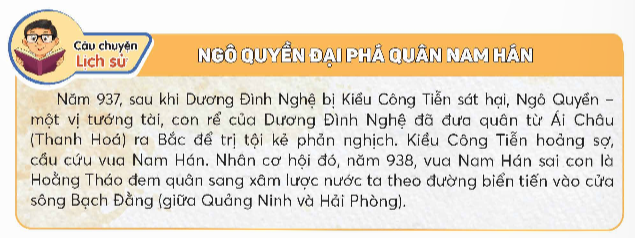 Câu chuyện
Lịch sử
NGÔ QUYỀN ĐẠI PHÁ QUÂN NAM HÁN
Năm 937, sau khi Dương Đình Nghệ bị Kiều Công Tiễn sát hại, Ngô Quyền –
một vị tướng tài, con rể của Dương Đình Nghệ đã đưa quân từ Ái Châu
(Thanh Hoá) ra Bắc để trị tội kẻ phản nghịch. Kiều Công Tiễn hoảng sợ,
cầu cứu vua Nam Hán. Nhân cơ hội đó, năm 938, vua Nam Hán sai con là
Hoằng Tháo đem quân sang xâm lược nước ta theo đường biển tiến vào cửa
sông Bạch Đằng (giữa Quảng Ninh và Hải Phòng).